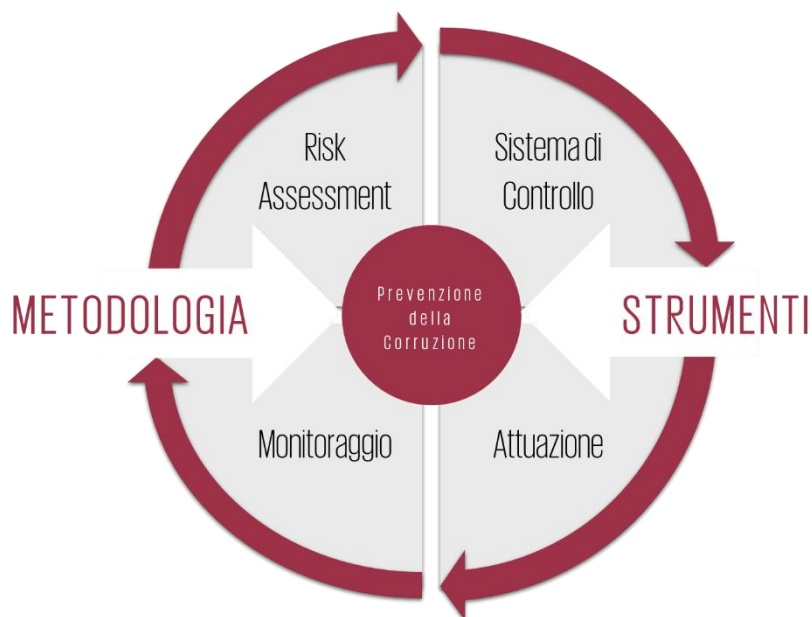 Risk
Assessment
Sistema di
Controllo
METODOLOGIA
Prevenzione
della
Corruzione
STRUMENTI
Monitoraggio
Attuazione